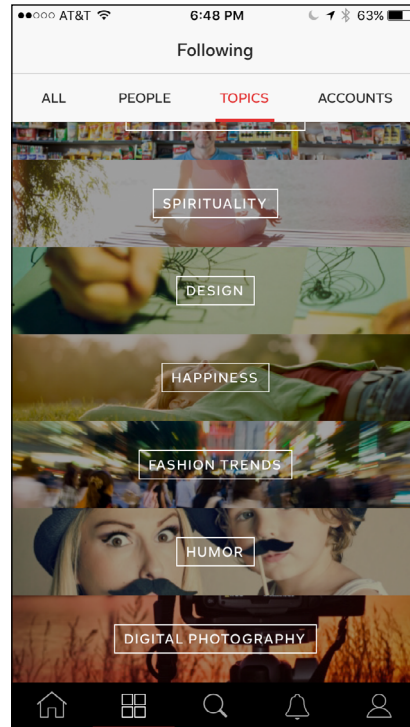 AT&T 6:48 PM 63%
Following
ALL PEOPLE TOPICS ACCOUNTS
SPIRITUALITY
DESIGN
HAPPINESS
FASHION TRENDS
HUMOR
DIGITAL PHOTOGRAPHY